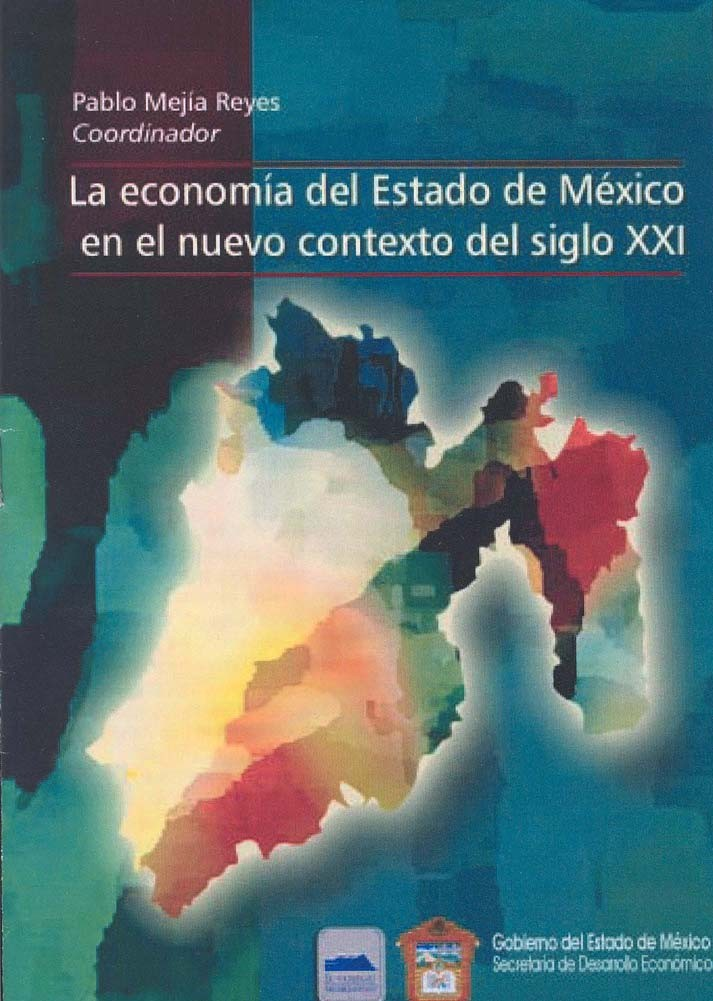 Pablo Mejía Reyes
Coordinador
La economía del Estado de México
en el nuevo contexto del siglo XXI
Gobierno del Estado de México
Secretaría de Desarrollo Económico